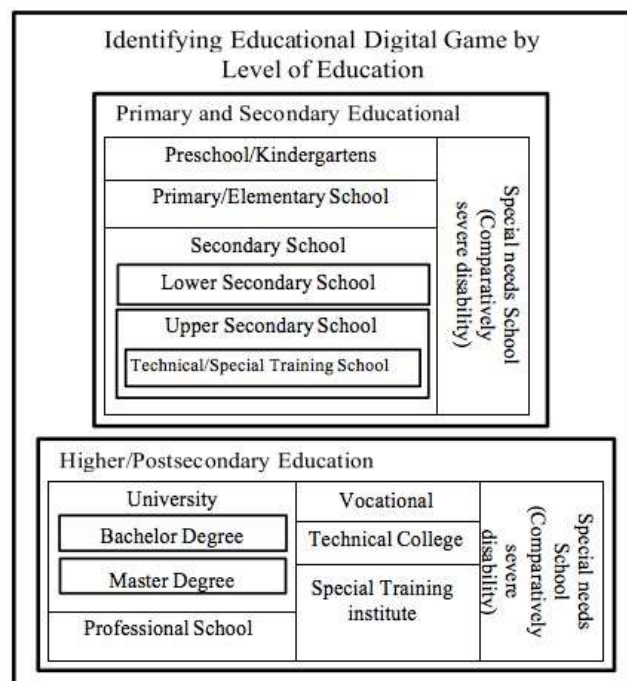 Identifying Educational Digital Game by
Level of Education
Primary and Secondary Educational
Preschool/Kindergartens
Primary/Elementary School
Secondary School
Lower Secondary School
Upper Secondary School
Technical/Special Training School
Special needs School
(Comparatively
severe disability)
Higher/Postsecondary Education
University
Bachelor Degree
Master Degree
Professional School
Vocational
Technical College
Special Training
institute
Special needs
School
(Comparatively
severe
disability)